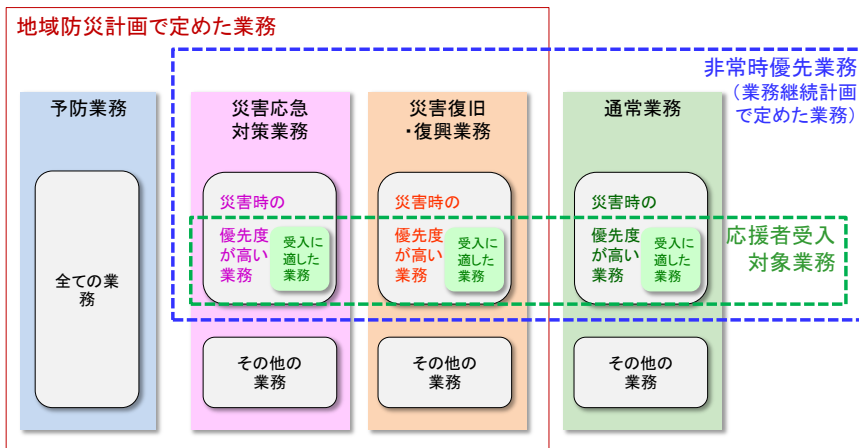 地域防災計画で定めた業務
非常時優先業務
（業務継続計画
で定めた業務）
予防業務
災害応急
対策業務
災害復旧
・復興業務
通常業務
全ての業
務
災害時の
優先度
が高い
業務
受入に
適した
業務
災害時の
優先度
が高い
業務
受入に
適した
業務
災害時の
優先度
が高い
業務
受入に
適した
業務
応援者受入
対象業務
その他の
業務
その他の
業務
その他の
業務